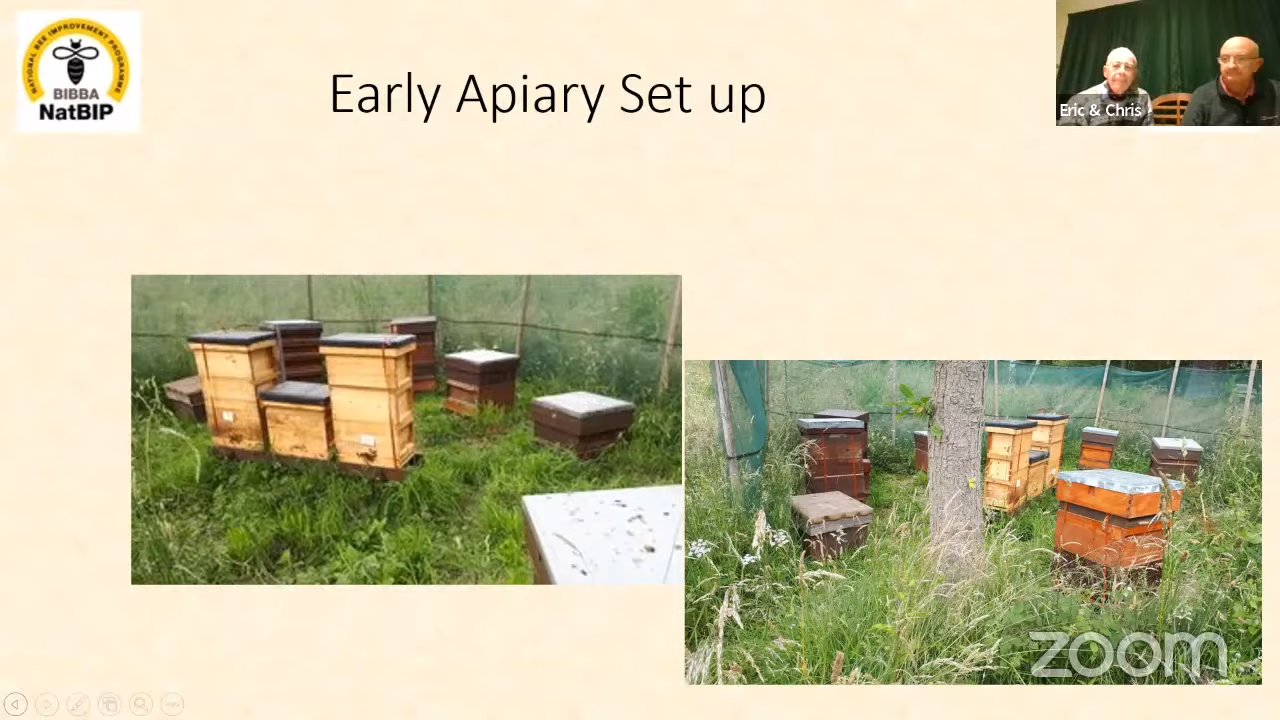 NATIONAL BEE IMPROVEMENT PROGRAMME
BIBBA
NatBIP
Early Apiary Set up
Eric & Chris
zoom